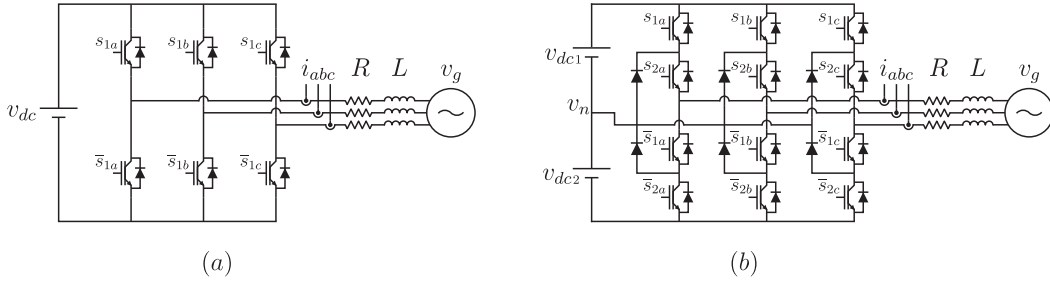 s1a s1b s1c
iabc R L vg
vdc
s̅1a s̅1b s̅1c
(a)
s1a s1b s1c
vdc1
s2a s2b s2c
iabc R L vg
vn
s̅1a s̅1b s̅1c
vdc2
s̅2a s̅2b s̅2c
(b)